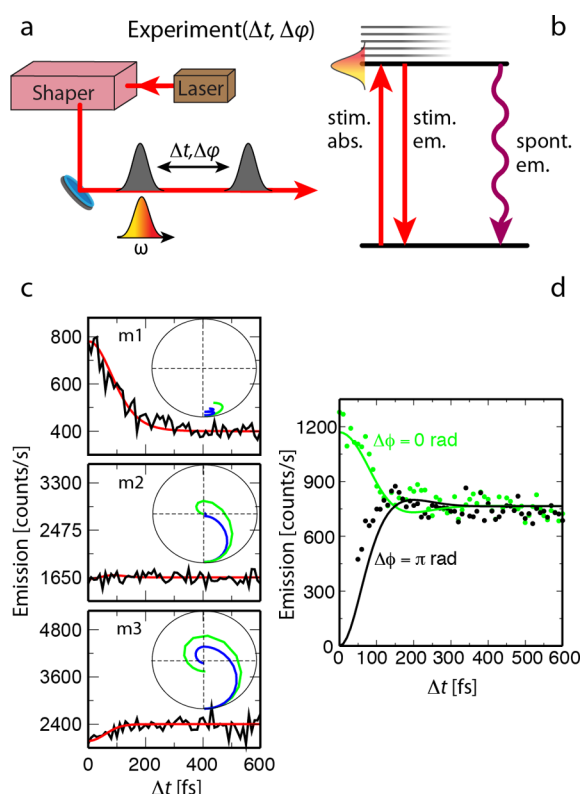 a
Experiment(Δt, Δφ)
b
Shaper
Laser
Δt,Δφ
ω
stim.
abs.
stim.
em.
spont.
em.
c
d
m1
800
600
400
m2
3300
2475
1650
m3
4800
4000
3200
2400
Emission [counts/s]
0 200 400 600
Δt [fs]
1200
900
600
300
0
Emission [counts/s]
Δϕ = 0 rad
Δϕ = π rad
0 100 200 300 400 500 600
Δt [fs]